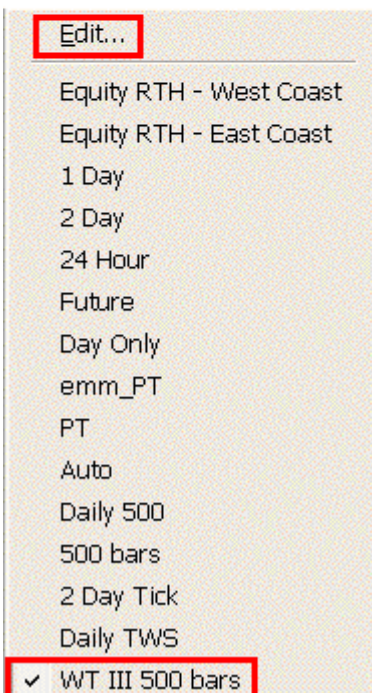 Edit...
Equity RTH - West Coast
Equity RTH - East Coast
1 Day
2 Day
24 Hour
Future
Day Only
emm_PT
PT
Auto
Daily 500
500 bars
2 Day Tick
Daily TWS
WT III 500 bars